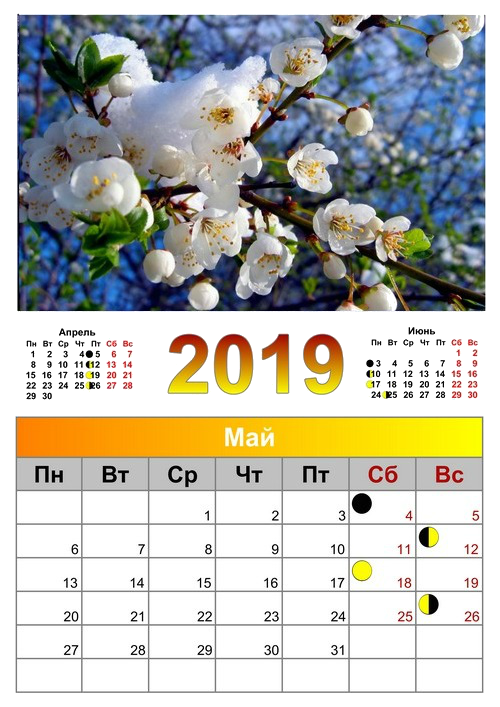 Апрель
Пн Вт Ср Чт Пт Сб Вс
1 2 3 4 5 6 7
8 9 10 11 12 13 14
15 16 17 18 19 20 21
22 23 24 25 26 27 28
29 30
2019
Июнь
Пн Вт Ср Чт Пт Сб Вс
1 2
3 4 5 6 7 8 9
10 11 12 13 14 15 16
17 18 19 20 21 22 23
24 25 26 27 28 29 30
Май
Пн Вт Ср Чт Пт Сб Вс
1 2 3 4 5
6 7 8 9 10 11 12
13 14 15 16 17 18 19
20 21 22 23 24 25 26
27 28 29 30 31